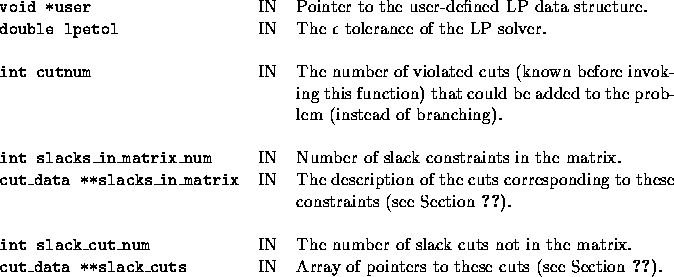 void *user IN Pointer to the user-defined LP data structure.
double lpetol IN The ϵ tolerance of the LP solver.
int cutnum IN The number of violated cuts (known before invok-
ing this function) that could be added to the prob-
lem (instead of branching).
int slacks_in_matrix_num IN Number of slack constraints in the matrix.
cut_data **slacks_in_matrix IN The description of the cuts corresponding to these
constraints (see Section ??).
int slack_cut_num IN The number of slack cuts not in the matrix.
cut_data **slack_cuts IN Array of pointers to these cuts (see Section ??).